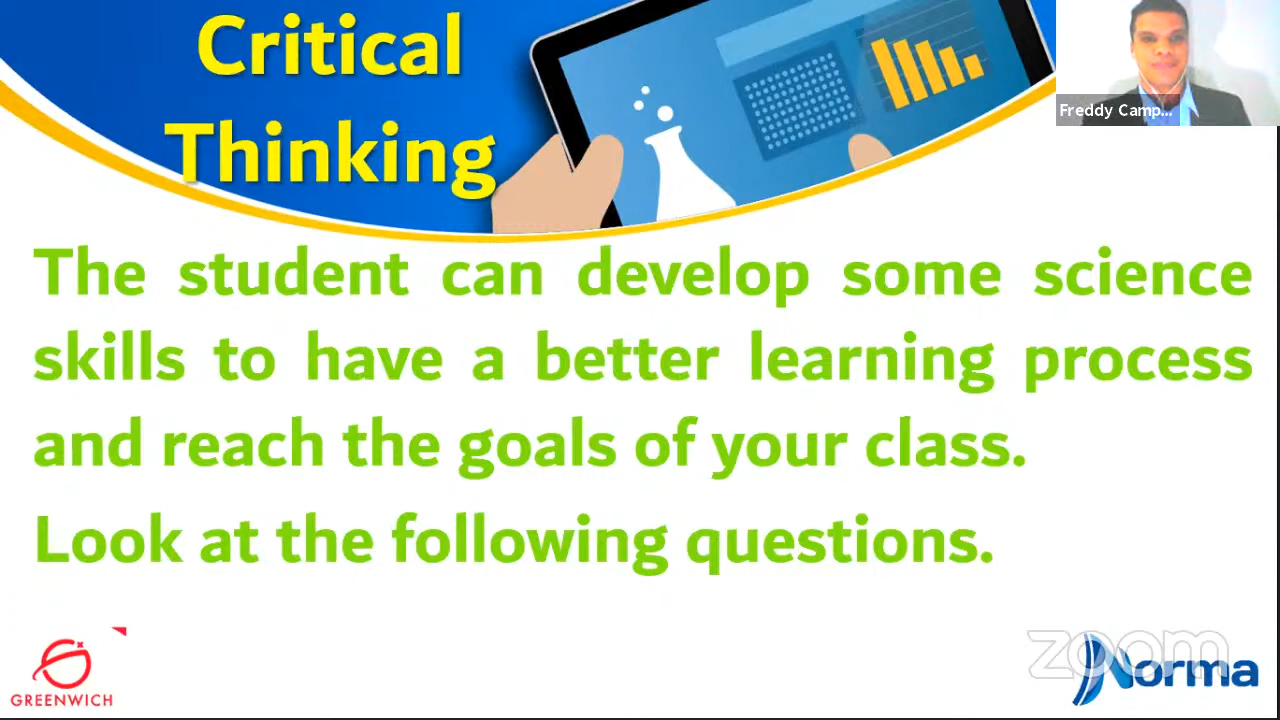 Critical
Thinking
Freddy Camp...
The student can develop some science
skills to have a better learning process
and reach the goals of your class.
Look at the following questions.
GREENWICH
zoom
Norma